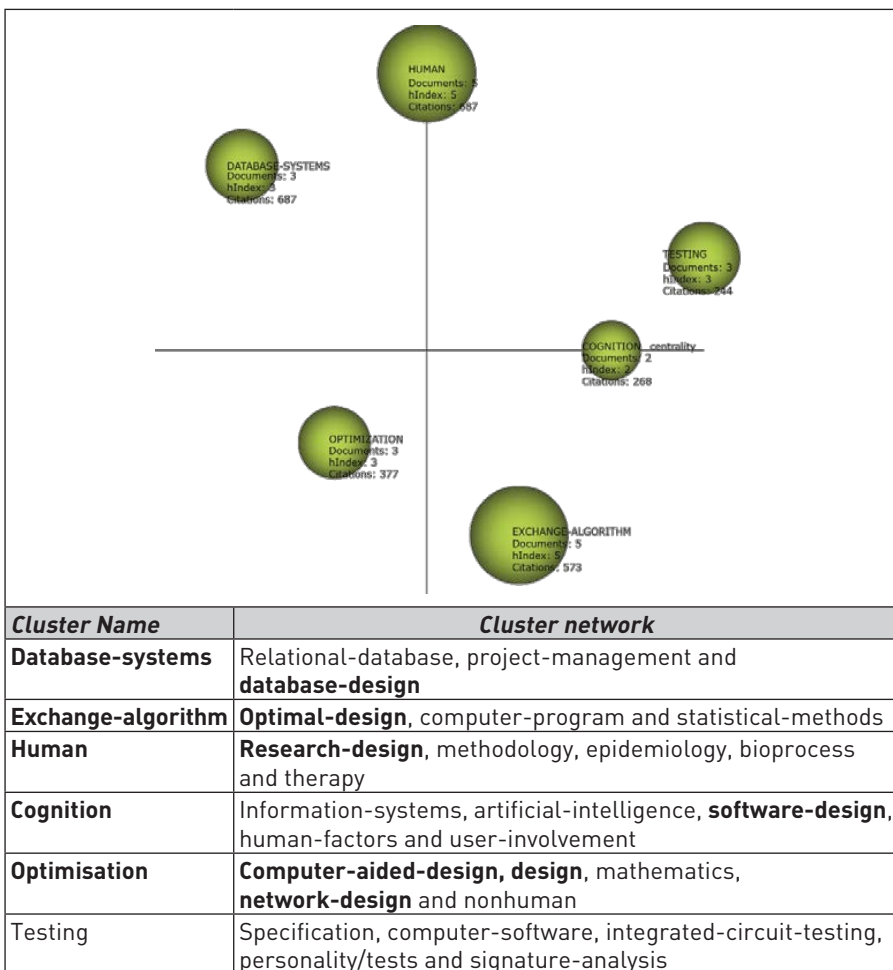 HUMAN
Documents: 5
hIndex: 5
Citations: 687
DATABASE-SYSTEMS
Documents: 3
hIndex: 3
Citations: 687
TESTING
Documents: 3
hIndex: 3
Citations: 244
COGNITION centrality
Documents: 2
hIndex: 2
Citations: 268
OPTIMIZATION
Documents: 3
hIndex: 3
Citations: 377
EXCHANGE-ALGORITHM
Documents: 5
hIndex: 5
Citations: 573
Cluster Name Cluster network
Database-systems Relational-database, project-management and
database-design
Exchange-algorithm Optimal-design, computer-program and statistical-methods
Human Research-design, methodology, epidemiology, bioprocess
and therapy
Cognition Information-systems, artificial-intelligence, software-design,
human-factors and user-involvement
Optimisation Computer-aided-design, design, mathematics,
network-design and nonhuman
Testing Specification, computer-software, integrated-circuit-testing,
personality/tests and signature-analysis